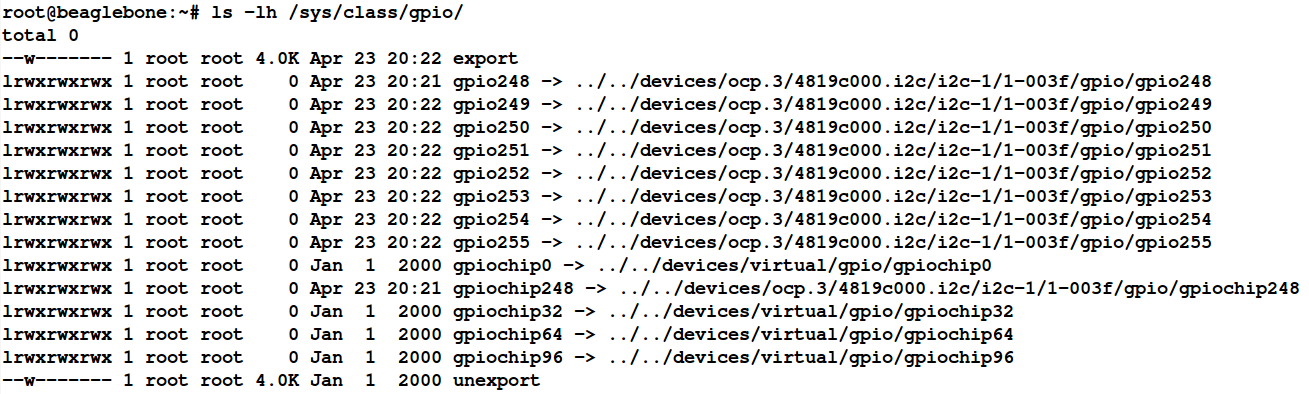 root@beaglebone:~# ls -lh /sys/class/gpio/
total 0
--w------- 1 root root 4.0K Apr 23 20:22 export
lrwxrwxrwx 1 root root    0 Apr 23 20:21 gpio248 -> ../../devices/ocp.3/4819c000.i2c/i2c-1/1-003f/gpio/gpio248
lrwxrwxrwx 1 root root    0 Apr 23 20:22 gpio249 -> ../../devices/ocp.3/4819c000.i2c/i2c-1/1-003f/gpio/gpio249
lrwxrwxrwx 1 root root    0 Apr 23 20:22 gpio250 -> ../../devices/ocp.3/4819c000.i2c/i2c-1/1-003f/gpio/gpio250
lrwxrwxrwx 1 root root    0 Apr 23 20:22 gpio251 -> ../../devices/ocp.3/4819c000.i2c/i2c-1/1-003f/gpio/gpio251
lrwxrwxrwx 1 root root    0 Apr 23 20:22 gpio252 -> ../../devices/ocp.3/4819c000.i2c/i2c-1/1-003f/gpio/gpio252
lrwxrwxrwx 1 root root    0 Apr 23 20:22 gpio253 -> ../../devices/ocp.3/4819c000.i2c/i2c-1/1-003f/gpio/gpio253
lrwxrwxrwx 1 root root    0 Apr 23 20:22 gpio254 -> ../../devices/ocp.3/4819c000.i2c/i2c-1/1-003f/gpio/gpio254
lrwxrwxrwx 1 root root    0 Apr 23 20:22 gpio255 -> ../../devices/ocp.3/4819c000.i2c/i2c-1/1-003f/gpio/gpio255
lrwxrwxrwx 1 root root    0 Jan  1  2000 gpiochip0 -> ../../devices/virtual/gpio/gpiochip0
lrwxrwxrwx 1 root root    0 Apr 23 20:21 gpiochip248 -> ../../devices/ocp.3/4819c000.i2c/i2c-1/1-003f/gpio/gpiochip248
lrwxrwxrwx 1 root root    0 Jan  1  2000 gpiochip32 -> ../../devices/virtual/gpio/gpiochip32
lrwxrwxrwx 1 root root    0 Jan  1  2000 gpiochip64 -> ../../devices/virtual/gpio/gpiochip64
lrwxrwxrwx 1 root root    0 Jan  1  2000 gpiochip96 -> ../../devices/virtual/gpio/gpiochip96
--w------- 1 root root 4.0K Jan  1  2000 unexport